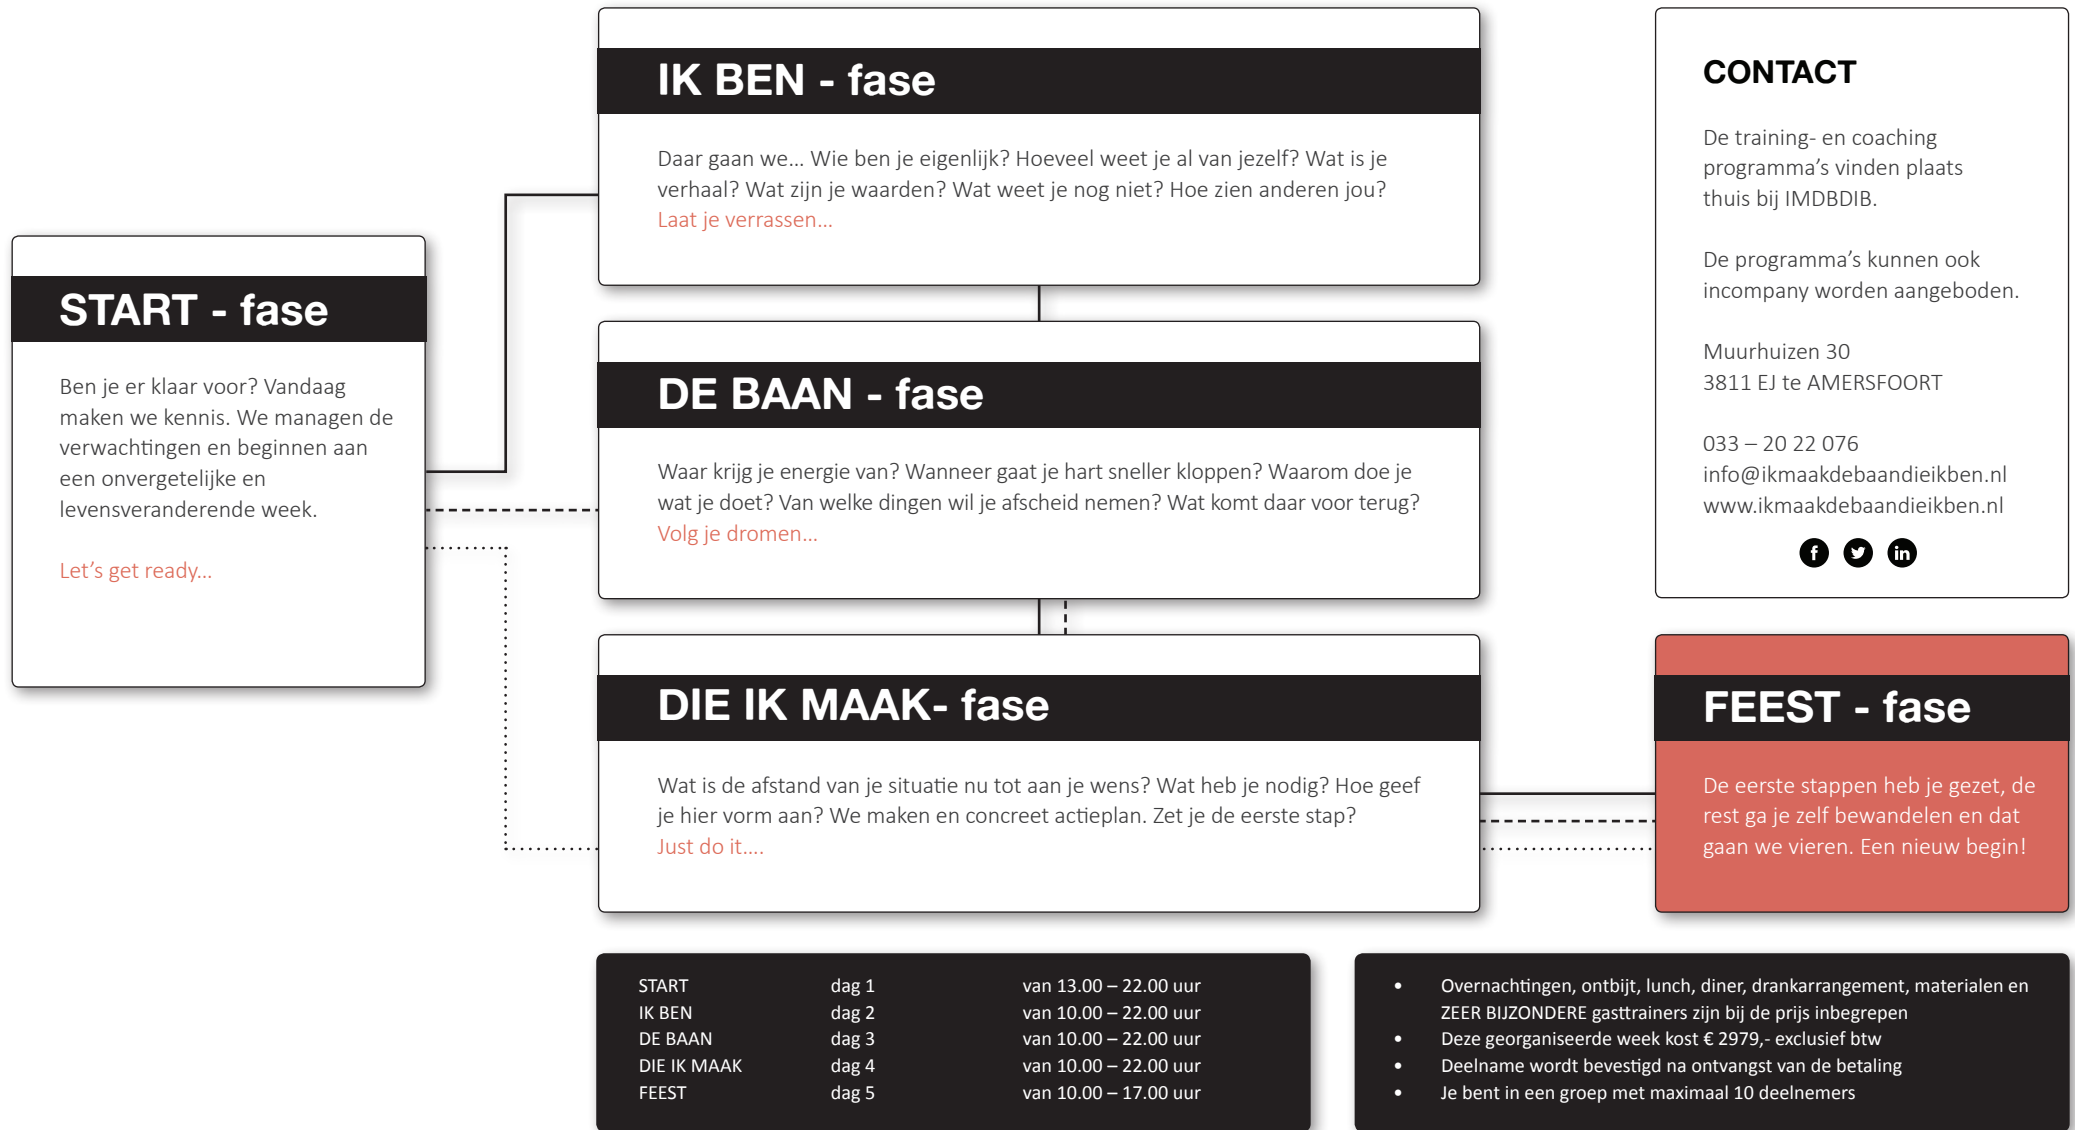 START - fase
Ben je er klaar voor? Vandaag
maken we kennis. We managen de
verwachtingen en beginnen aan
een onvergetelijke en
levensveranderende week.
Let’s get ready...
IK BEN - fase
Daar gaan we... Wie ben je eigenlijk? Hoeveel weet je al van jezelf? Wat is je
verhaal? Wat zijn je waarden? Wat weet je nog niet? Hoe zien anderen jou?
Laat je verrassen...
DE BAAN - fase
Waar krijg je energie van? Wanneer gaat je hart sneller kloppen? Waarom doe je
wat je doet? Van welke dingen wil je afscheid nemen? Wat komt daar voor terug?
Volg je dromen...
DIE IK MAAK- fase
Wat is de afstand van je situatie nu tot aan je wens? Wat heb je nodig? Hoe geef
je hier vorm aan? We maken en concreet actieplan. Zet je de eerste stap?
Just do it....
CONTACT
De training- en coaching
programma’s vinden plaats
thuis bij IMDBDIB.
De programma’s kunnen ook
incompany worden aangeboden.
Muurhuizen 30
3811 EJ te AMERSFOORT
033 – 20 22 076
info@ikmaakdebaandieikben.nl
www.ikmaakdebaandieikben.nl
FEEST - fase
De eerste stappen heb je gezet, de
rest ga je zelf bewandelen en dat
gaan we vieren. Een nieuw begin!
START dag 1 van 13.00 – 22.00 uur
IK BEN dag 2 van 10.00 – 22.00 uur
DE BAAN dag 3 van 10.00 – 22.00 uur
DIE IK MAAK dag 4 van 10.00 – 22.00 uur
FEEST dag 5 van 10.00 – 17.00 uur
• Overnachtingen, ontbijt, lunch, diner, drankarrangement, materialen en
ZEER BIJZONDERE gasttrainers zijn bij de prijs inbegrepen
• Deze georganiseerde week kost € 2979,- exclusief btw
• Deelname wordt bevestigd na ontvangst van de betaling
• Je bent in een groep met maximaal 10 deelnemers